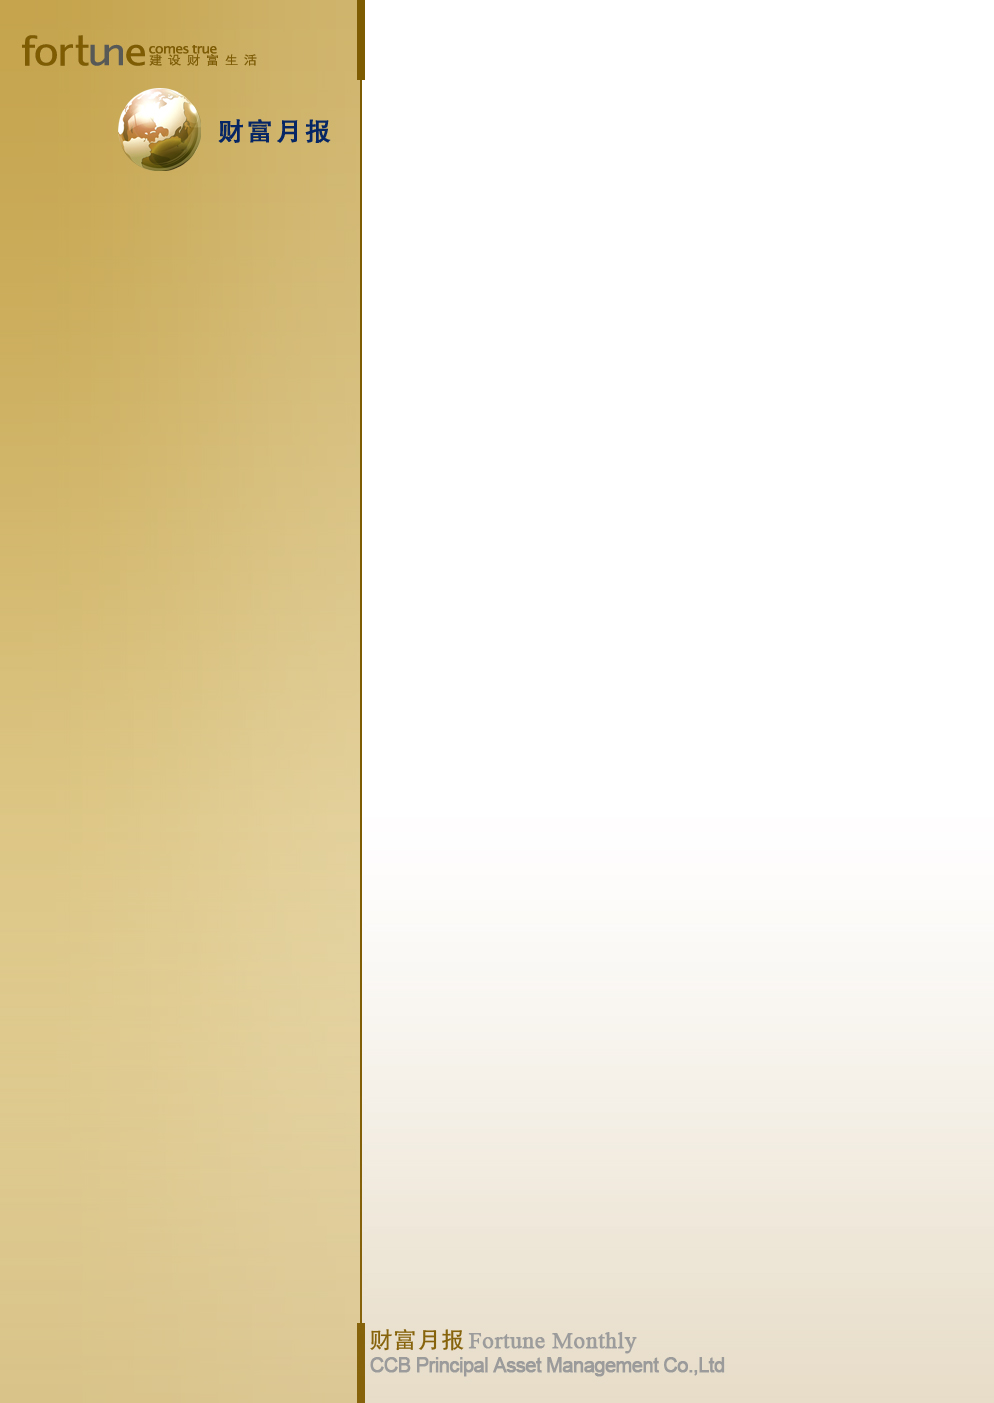 fortune comes true
建设财富生活
财富月报
财富月报 Fortune Monthly
CCB Principal Asset Management Co.,Ltd